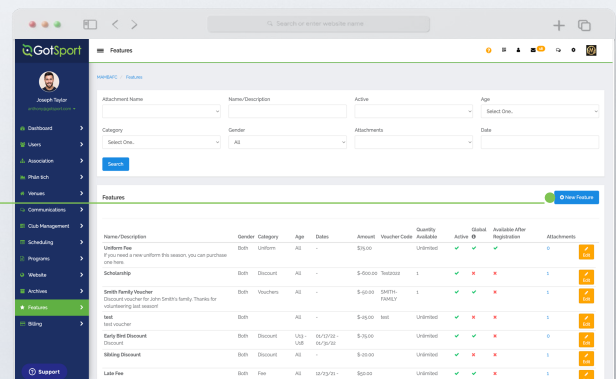 Search or enter website name
GotSport
Features
Joseph Taylor
MAMBAFC : Features
Attachment Name
Name/Description
Active
Age
Select One..
Category
Gender
Attachments
Date
Select One..
All
Search
Dashboard
Users
Association
Phân tích
Venues
Communications
Club Management
Scheduling
Programs
Website
Archives
Features
Billing
Support
Features
New Feature
Name/Description Gender Category Age Dates Amount Voucher Code Quantity Available Active Global Available After Registration Attachments
Uniform Fee Both Uniform All - $75.00 Unlimited 0 Edit
If you need a new uniform this season, you can purchase
one here.
Scholarship Both Discount All - $-600.00 Test2020 1 1 Edit
Smith Family Voucher Both Vouchers All - $-50.00 SMITH-FAMILY 1 1 Edit
Discount voucher for John Smith's family. Thanks for
volunteering last season!
test Both Discount All - $-25.00 test Unlimited 1 Edit
test voucher
Early Bird Discount Both Discount U13 - U18 01/17/22 - 01/31/22 $-25.00 Unlimited 0 Edit
Discount
Sibling Discount Both Discount All - Unlimited 1 Edit
Late Fee Both Fee All 12/23/21 - $50.00 Unlimited 1